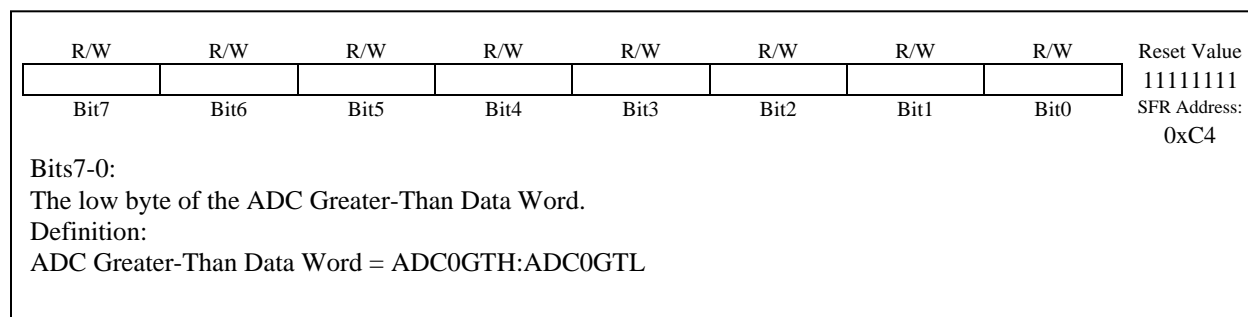 R/W R/W R/W R/W R/W R/W R/W R/W Reset Value
11111111
Bit7 Bit6 Bit5 Bit4 Bit3 Bit2 Bit1 Bit0 SFR Address:
0xC4
Bits7-0:
The low byte of the ADC Greater-Than Data Word.
Definition:
ADC Greater-Than Data Word = ADC0GTH:ADC0GTL